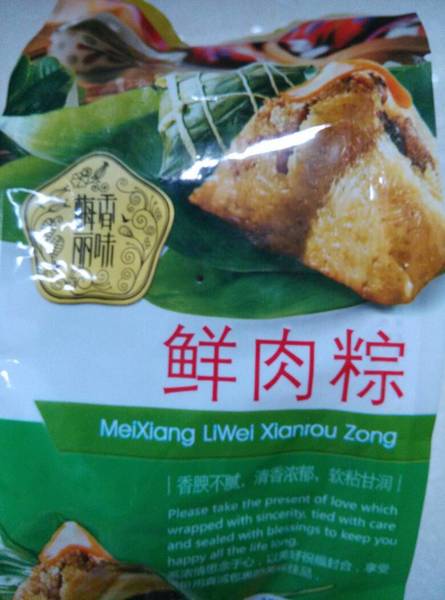 梅香
丽味
鲜肉粽
MeiXiang LiWei Xianrou Zong
香腴不腻、清香浓郁、软粘甘润
Please take the present of love which
wrapped with sincerity, tied with care
and sealed with blessings to keep you
happy all the life long.